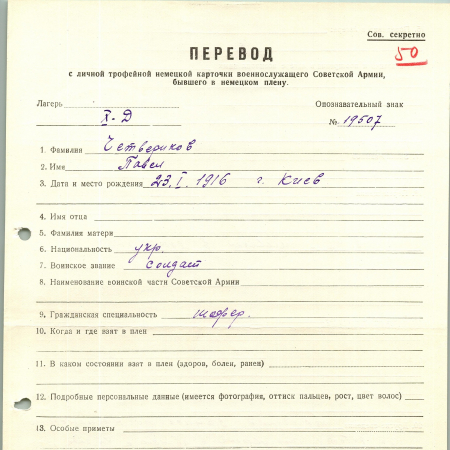 Сов. секретно
50
ПЕРЕВОД
с личной трофейной немецкой карточки военнослужащего Советской Армии,
бывшего в немецком плену.
Лагерь
Опознавательный знак
X-Д
№ 19507
1. Фамилия Четвериков
2. Имя Павел
3. Дата и место рождения 23.I.1916 г. Киев
4. Имя отца
5. Фамилия матери
6. Национальность укр.
7. Воинское звание солдат
8. Наименование воинской части Советской Армии
9. Гражданская специальность шофер.
10. Когда и где взят в плен
11. В каком состоянии взят в плен (здоров, болен, ранен)
12. Подробные персональные данные (имеется фотография, оттиск пальцев, рост, цвет волос)
13. Особые приметы